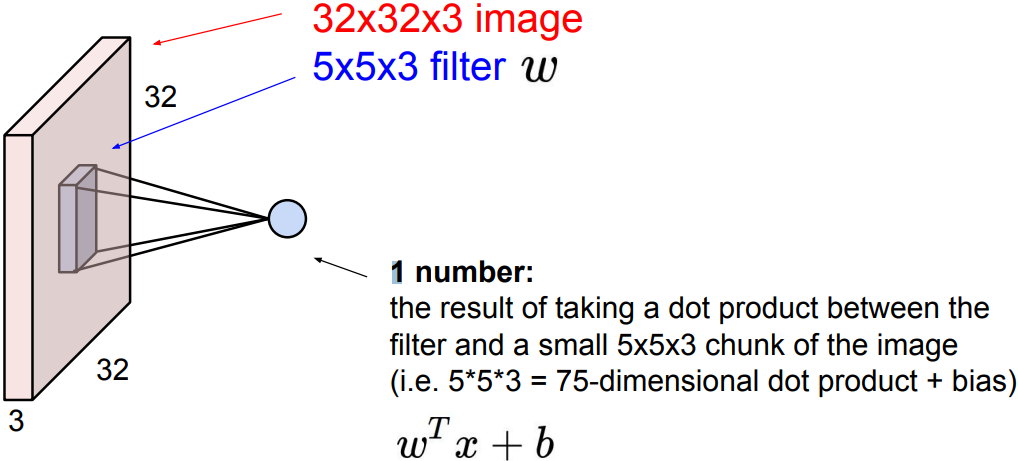 32x32x3 image
5x5x3 filter w
32
32
3
1 number:
the result of taking a dot product between the
filter and a small 5x5x3 chunk of the image
(i.e. 5*5*3 = 75-dimensional dot product + bias)
w^T x + b